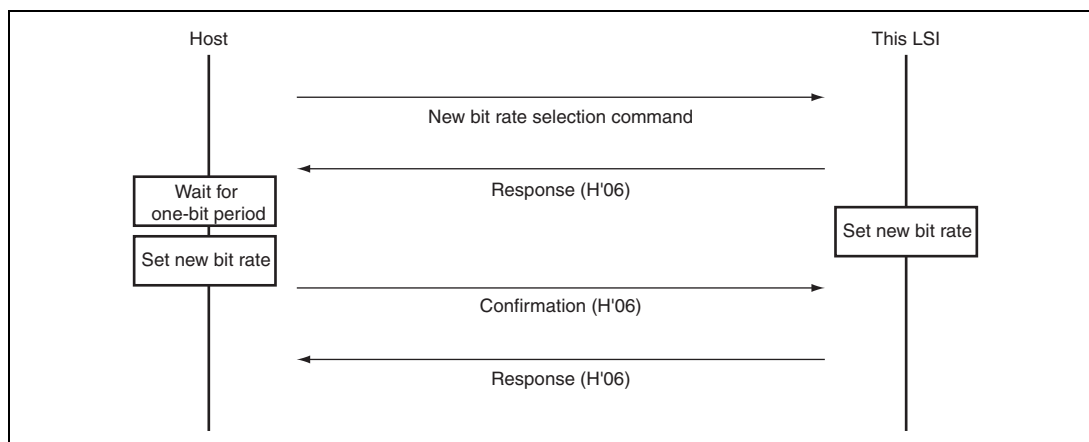 Host
This LSI
New bit rate selection command
Response (H'06)
Wait for
one-bit period
Set new bit rate
Set new bit rate
Confirmation (H'06)
Response (H'06)